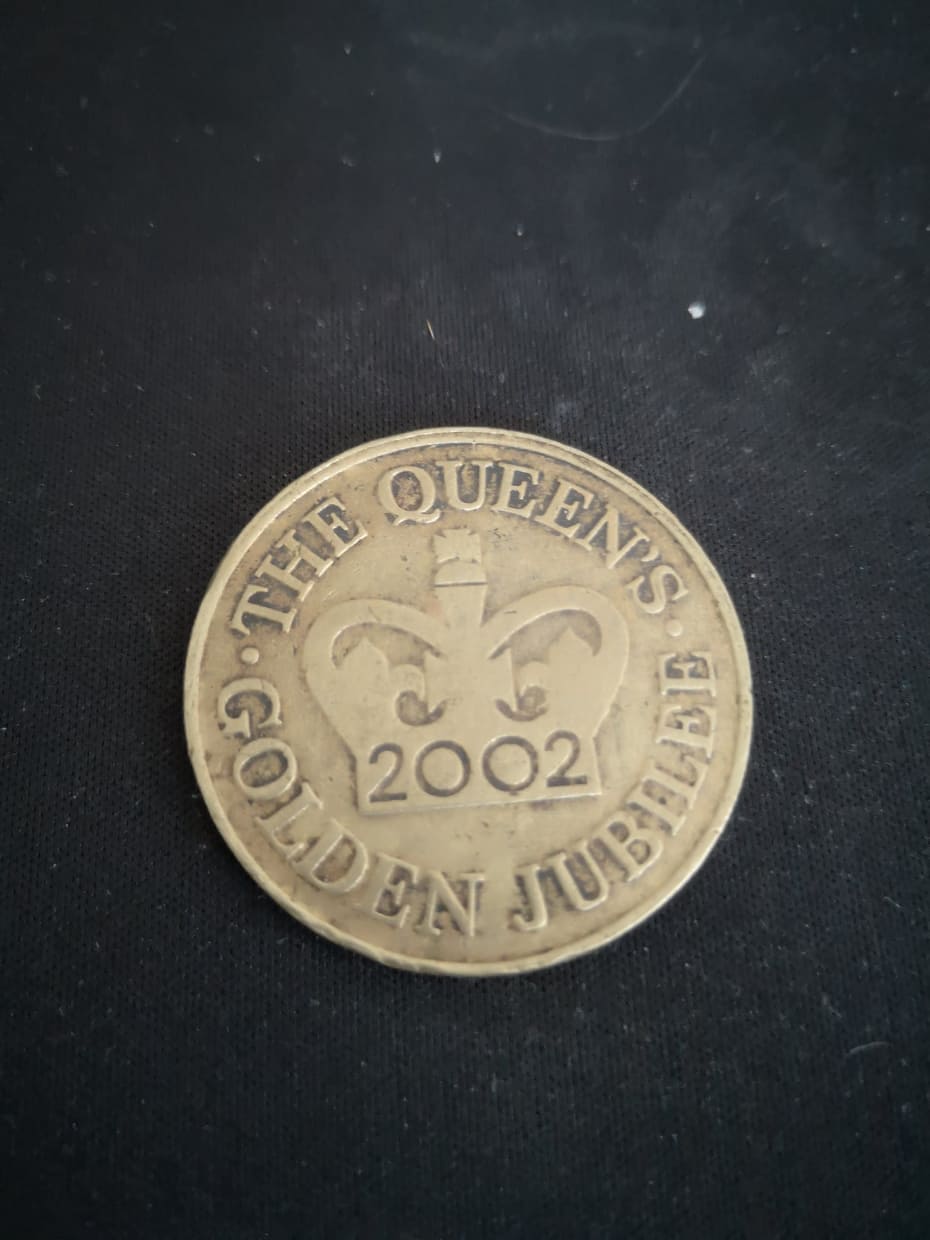 THE QUEEN'S
2002
GOLDEN JUBILEE